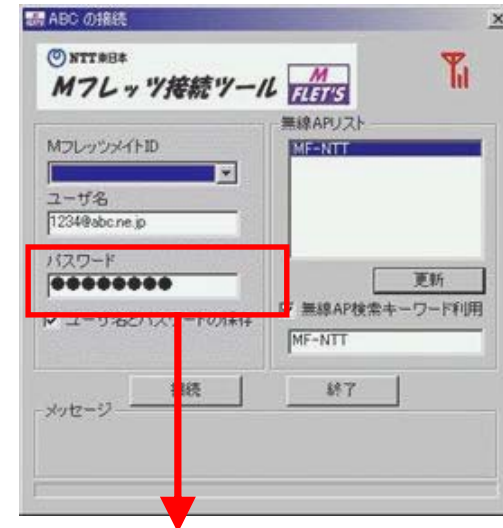 ABC の接続
NTT東日本
Mフレッツ接続ツール
M
FLET'S
MフレッツメイトID
ユーザ名
1234@abc.ne.jp
パスワード
●●●●●●●●
ユーザ名とパスワードの保存
無線APリスト
MF-NTT
更新
無線AP検索キーワード利用
MF-NTT
接続
終了
メッセージ